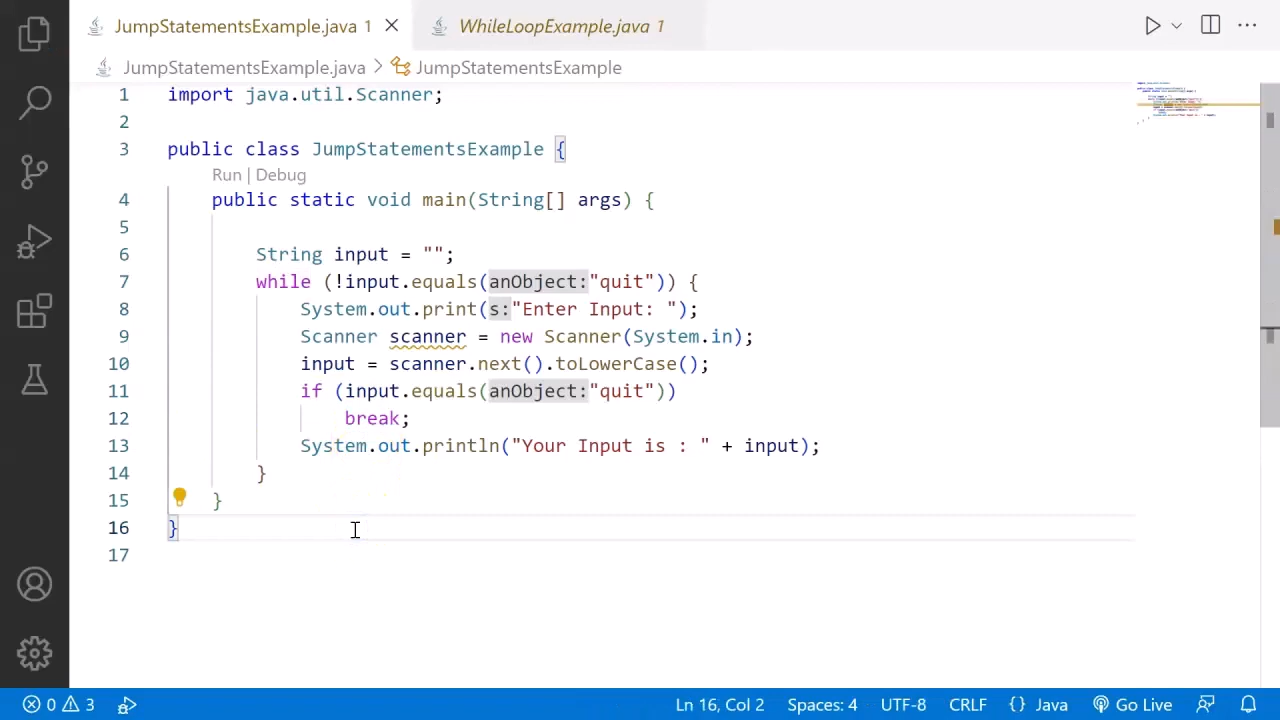 JumpStatementsExample.java 1 WhileLoopExample.java 1
JumpStatementsExample.java > JumpStatementsExample
1 import java.util.Scanner;
2
3 public class JumpStatementsExample {
Run | Debug
4 public static void main(String[] args) {
5
6 String input = "";
7 while (!input.equals(anObject:"quit")) {
8 System.out.print(s:"Enter Input: ");
9 Scanner scanner = new Scanner(System.in);
10 input = scanner.next().toLowerCase();
11 if (input.equals(anObject:"quit"))
12 break;
13 System.out.println("Your Input is : " + input);
14 }
15 }
16 }
17
0 3 Ln 16, Col 2 Spaces: 4 UTF-8 CRLF {} Java Go Live